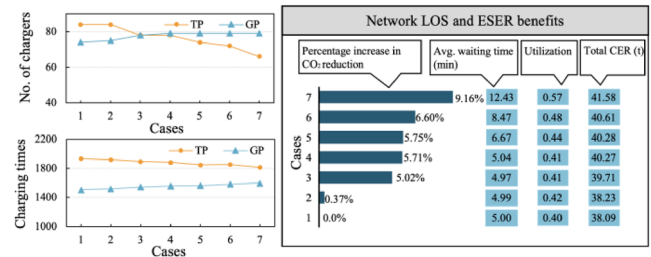 No. of chargers
80
60
40
TP
GP
1 2 3 4 5 6 7
Cases
Charging times
2200
1800
1400
1000
TP
GP
1 2 3 4 5 6 7
Cases
Network LOS and ESER benefits
Percentage increase in
CO₂ reduction
Avg. waiting time
(min)
Utilization
Total CER (t)
Cases
7 9.16% 12.43 0.57 41.58
6 6.60% 8.47 0.48 40.61
5 5.75% 6.67 0.44 40.28
4 5.71% 5.04 0.41 40.27
3 5.02% 4.97 0.41 39.71
2 0.37% 4.99 0.42 38.23
1 0.0% 5.00 0.40 38.09